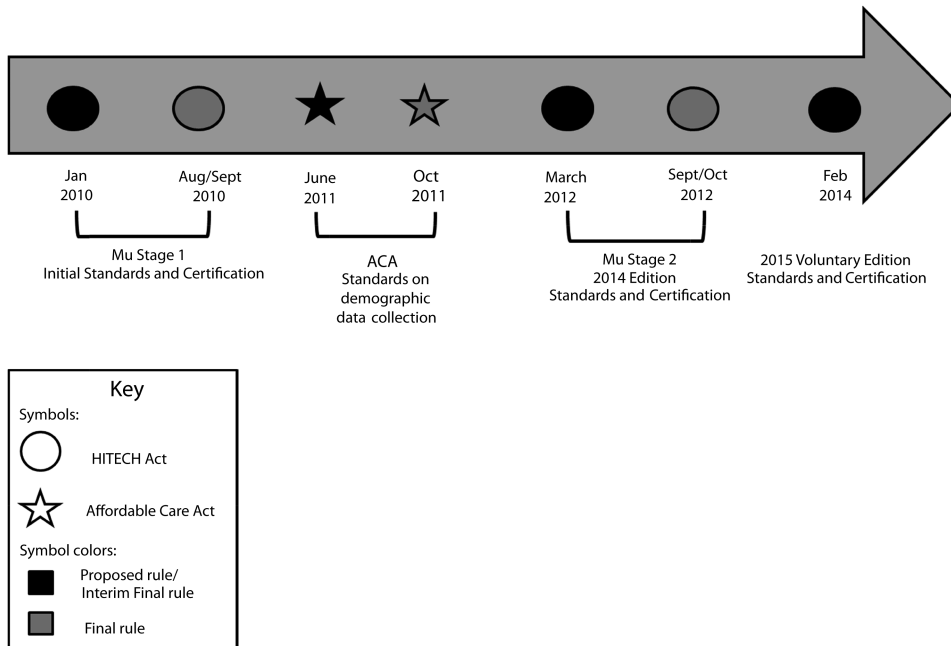 Jan
2010
Aug/Sept
2010
June
2011
Oct
2011
March
2012
Sept/Oct
2012
Feb
2014
Mu Stage 1
Initial Standards and Certification
ACA
Standards on
demographic
data collection
Mu Stage 2
2014 Edition
Standards and Certification
2015 Voluntary Edition
Standards and Certification
Key
Symbols:
HITECH Act
Affordable Care Act
Symbol colors:
Proposed rule/
Interim Final rule
Final rule